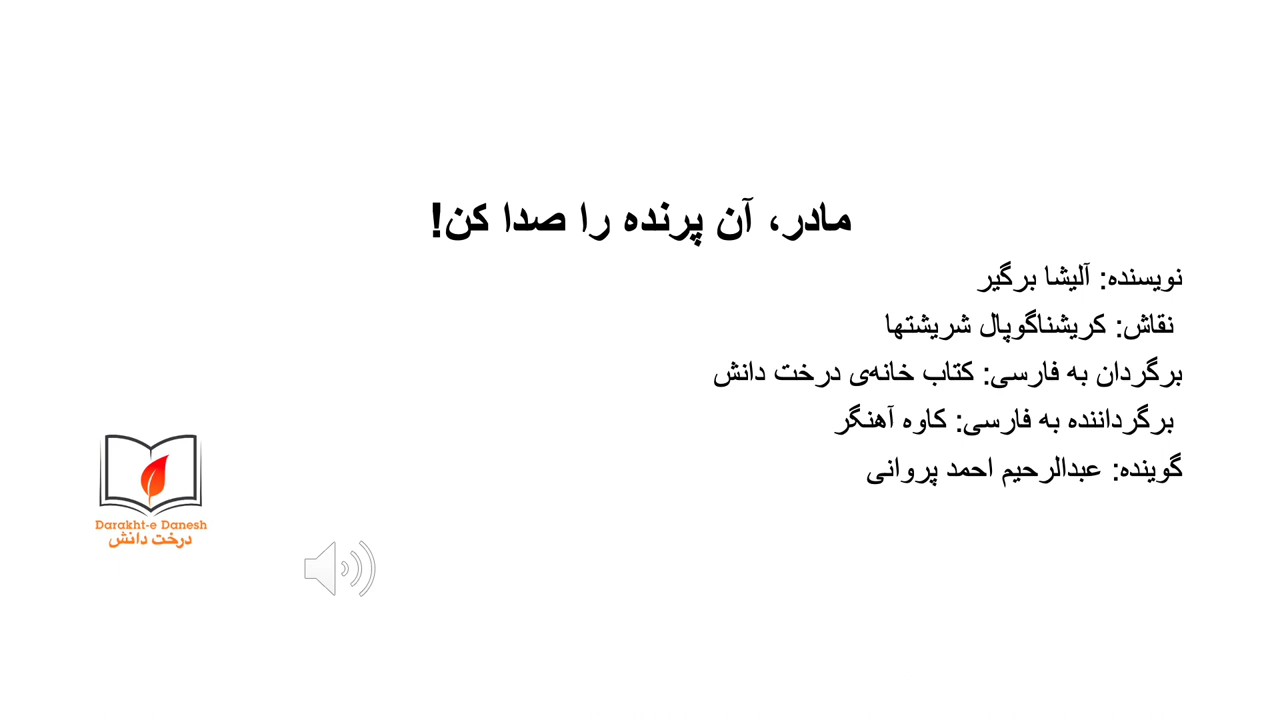 مادر، آن پرنده را صدا کن!
نویسنده: آلیشا برگیر
نقاش: کریشناگوپال شریشتها
برگردان به فارسی: کتاب خانه‌ی درخت دانش
برگرداننده به فارسی: کاوه آهنگر
گوینده: عبدالرحیم احمد پروانی
Darakht-e Danesh
درخت دانش